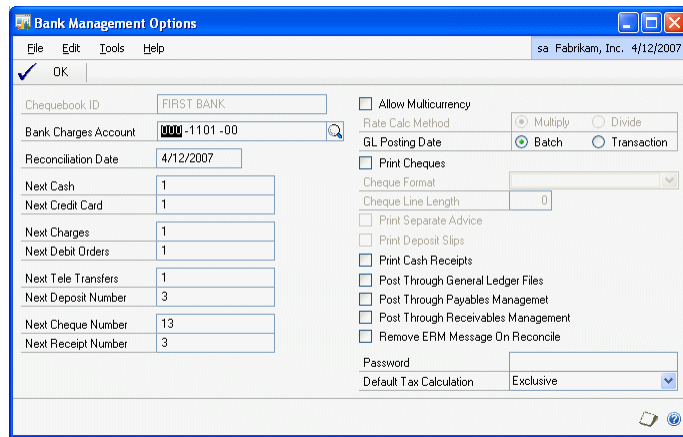 Bank Management Options
File Edit Tools Help
sa Fabrikam, Inc. 4/12/2007
OK
Chequebook ID FIRST BANK
Bank Charges Account 000 -1101 -00
Reconciliation Date 4/12/2007
Next Cash 1
Next Credit Card 1
Next Charges 1
Next Debit Orders 1
Next Tele Transfers 1
Next Deposit Number 3
Next Cheque Number 13
Next Receipt Number 3
Allow Multicurrency
Rate Calc Method Multiply Divide
GL Posting Date Batch Transaction
Print Cheques
Cheque Format
Cheque Line Length 0
Print Separate Advice
Print Deposit Slips
Print Cash Receipts
Post Through General Ledger Files
Post Through Payables Managemet
Post Through Receivables Management
Remove ERM Message On Reconcile
Password
Default Tax Calculation Exclusive